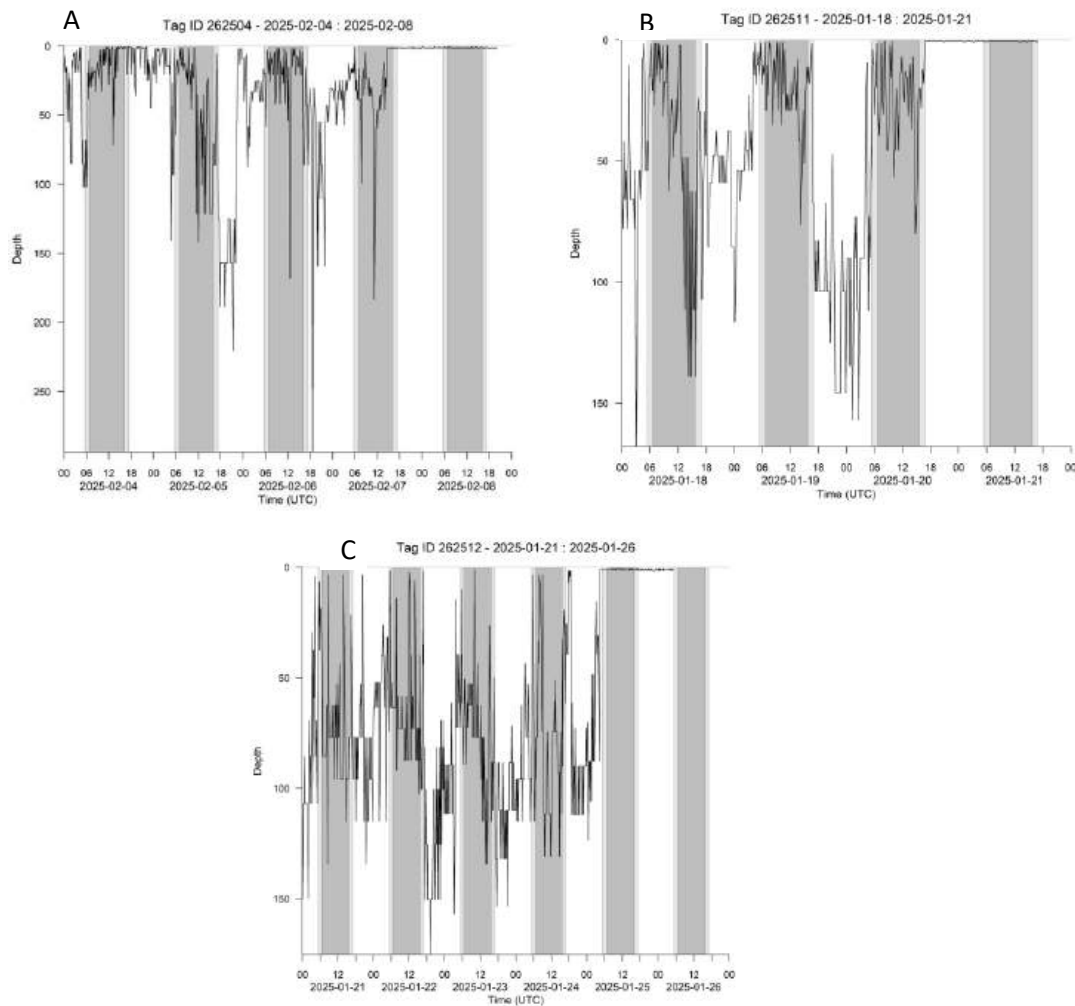 A
Tag ID 262504 - 2025-02-04 : 2025-02-08
0
50
100
150
200
250
Depth
00 06 12 18 00 06 12 18 00 06 12 18 00 06 12 18 00 06 12 18 00
2025-02-04 2025-02-05 2025-02-06 2025-02-07 2025-02-08
Time (UTC)
B
Tag ID 262511 - 2025-01-18 : 2025-01-21
0
50
100
150
Depth
00 06 12 18 00 06 12 18 00 06 12 18 00 06 12 18 00
2025-01-18 2025-01-19 2025-01-20 2025-01-21
Time (UTC)
C
Tag ID 262512 - 2025-01-21 : 2025-01-26
0
50
100
150
Depth
00 12 00 12 00 12 00 12 00 12 00 12 00
2025-01-21 2025-01-22 2025-01-23 2025-01-24 2025-01-25 2025-01-26
Time (UTC)